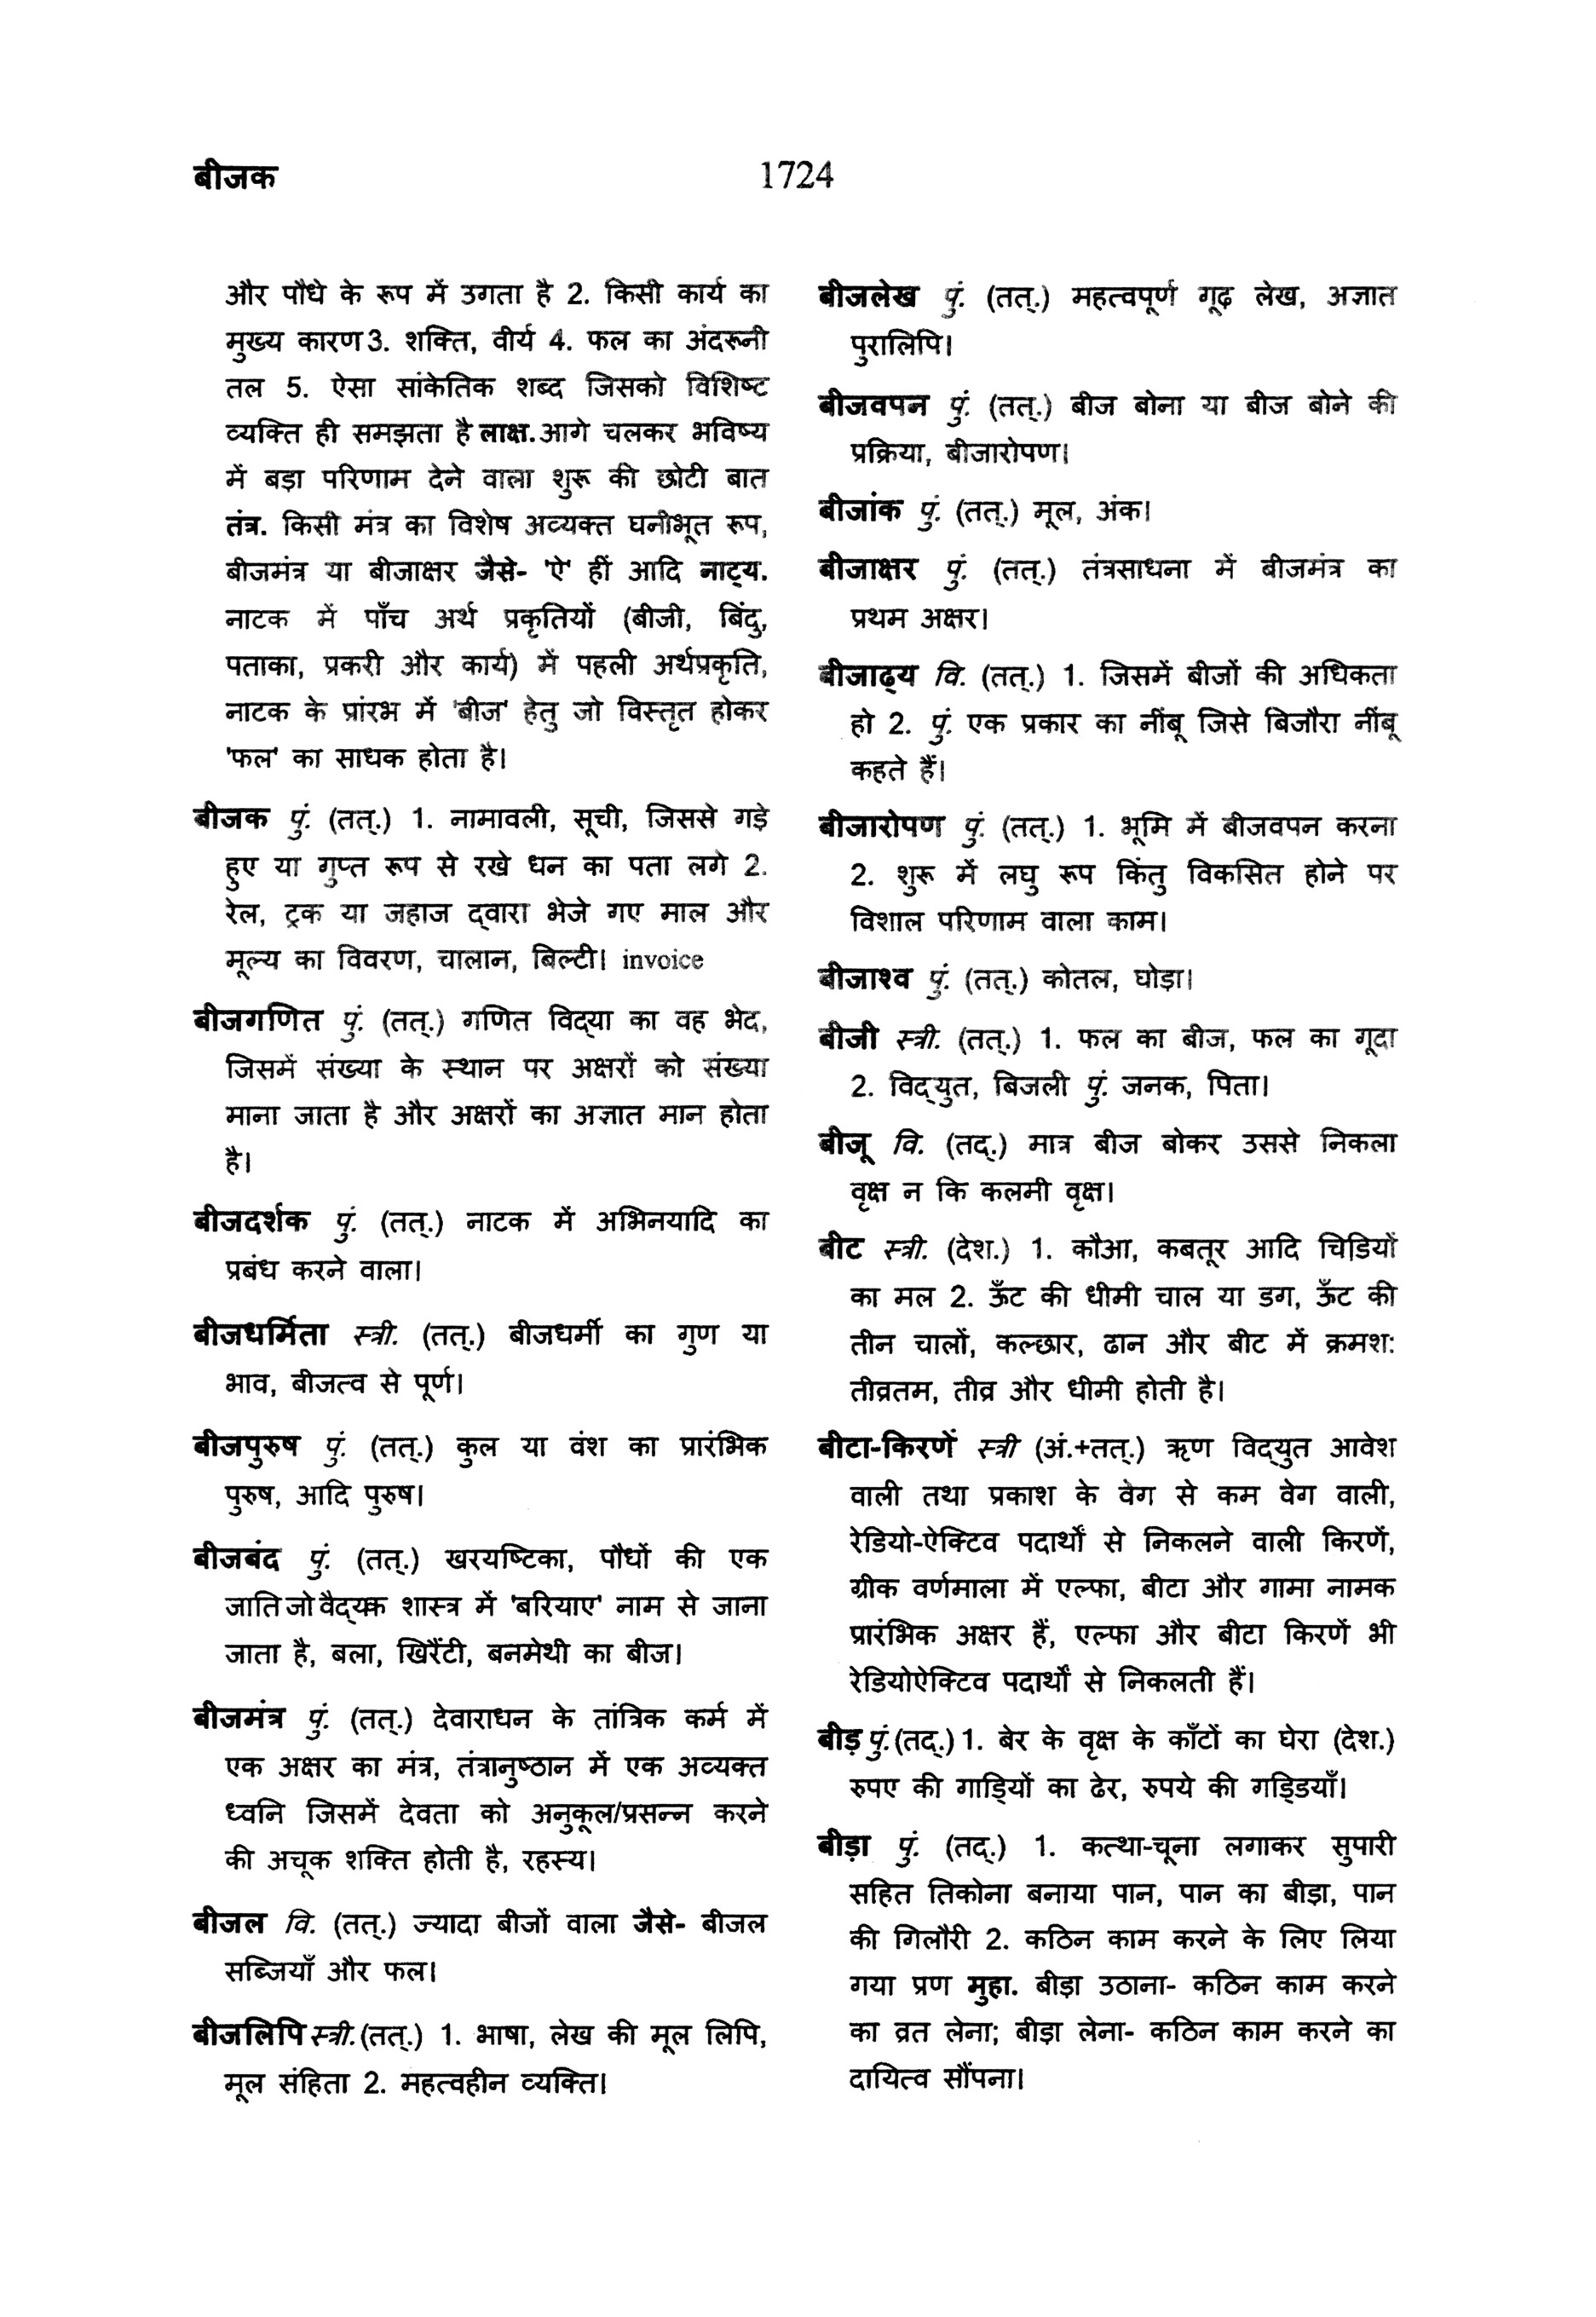 बीजक
1724
और पौधे के रूप में उगता है 2. किसी कार्य का
मुख्य कारण3. शक्ति, वीर्य 4. फल का अंदरूनी
तल 5. ऐसा सांकेतिक शब्द जिसको विशिष्ट
व्यक्ति ही समझता है लाक्ष.आगे चलकर भविष्य
में बड़ा परिणाम देने वाला शुरू की छोटी बात
तंत्र. किसी मंत्र का विशेष अव्यक्त घनीभूत रूप,
बीजमंत्र या बीजाक्षर जैसे- 'ऐ' हीं आदि नाट्य.
नाटक में पाँच अर्थ प्रकृतियों (बीजी, बिंदु,
पताका, प्रकरी और कार्य) में पहली अर्थप्रकृति,
नाटक के प्रांरभ में 'बीज' हेतु जो विस्तृत होकर
'फल' का साधक होता है।
बीजक पुं. (तत्.) 1. नामावली, सूची, जिससे गड़े
हुए या गुप्त रूप से रखे धन का पता लगे 2.
रेल, ट्रक या जहाज द्वारा भेजे गए माल और
मूल्य का विवरण, चालान, बिल्टी। invoice
बीजगणित पुं. (तत्.) गणित विद्या का वह भेद,
जिसमें संख्या के स्थान पर अक्षरों को संख्या
माना जाता है और अक्षरों का अज्ञात मान होता
है।
बीजदर्शक पुं. (तत्.) नाटक में अभिनयादि का
प्रबंध करने वाला।
बीजधर्मिता स्त्री. (तत्.) बीजधर्मी का गुण या
भाव, बीजत्व से पूर्ण।
बीजपुरुष पुं. (तत्.) कुल या वंश का प्रारंभिक
पुरुष, आदि पुरुष।
बीजबंद पुं. (तत्.) खरयष्टिका, पौधों की एक
जाति जो वैद्यक शास्त्र में 'बरियाए' नाम से जाना
जाता है, बला, खिरैंटी, बनमेथी का बीज।
बीजमंत्र पुं. (तत्.) देवाराधन के तांत्रिक कर्म में
एक अक्षर का मंत्र, तंत्रानुष्ठान में एक अव्यक्त
ध्वनि जिसमें देवता को अनुकूल/प्रसन्न करने
की अचूक शक्ति होती है, रहस्य।
बीजल वि. (तत्.) ज्यादा बीजों वाला जैसे- बीजल
सब्जियाँ और फल।
बीजलिपि स्त्री.(तत्.) 1. भाषा, लेख की मूल लिपि,
मूल संहिता 2. महत्वहीन व्यक्ति।
बीजलेख पुं. (तत्.) महत्वपूर्ण गूढ़ लेख, अज्ञात
पुरालिपि।
बीजवपन पुं. (तत्.) बीज बोना या बीज बोने की
प्रक्रिया, बीजारोपण।
बीजांक पुं. (तत्.) मूल, अंक।
बीजाक्षर पुं. (तत्.) तंत्रसाधना में बीजमंत्र का
प्रथम अक्षर।
बीजाढ्य वि. (तत्.) 1. जिसमें बीजों की अधिकता
हो 2. पुं. एक प्रकार का नींबू जिसे बिजौरा नींबू
कहते हैं।
बीजारोपण पुं. (तत्.) 1. भूमि में बीजवपन करना
2. शुरू में लघु रूप किंतु विकसित होने पर
विशाल परिणाम वाला काम।
बीजाश्व पुं. (तत्.) कोतल, घोड़ा।
बीजी स्त्री. (तत्.) 1. फल का बीज, फल का गूदा
2. विद्युत, बिजली पुं. जनक, पिता।
बीजू वि. (तद्.) मात्र बीज बोकर उससे निकला
वृक्ष न कि कलमी वृक्ष।
बीट स्त्री. (देश.) 1. कौआ, कबतूर आदि चिडि़यों
का मल 2. ऊँट की धीमी चाल या डग, ऊँट की
तीन चालों, कल्छार, ढान और बीट में क्रमश:
तीव्रतम, तीव्र और धीमी होती है।
बीटा-किरणें स्त्री (अं.+तत्.) ऋण विद्युत आवेश
वाली तथा प्रकाश के वेग से कम वेग वाली,
रेडियो-ऐक्टिव पदार्थों से निकलने वाली किरणें,
ग्रीक वर्णमाला में एल्फा, बीटा और गामा नामक
प्रारंभिक अक्षर हैं, एल्फा और बीटा किरणें भी
रेडियोऐक्टिव पदार्थों से निकलती हैं।
बीड़ पुं.(तद्.) 1. बेर के वृक्ष के काँटों का घेरा (देश.)
रुपए की गाडि्यों का ढेर, रुपये की गड्डियाँ।
बीड़ा पुं. (तद्.) 1. कत्था-चूना लगाकर सुपारी
सहित तिकोना बनाया पान, पान का बीड़ा, पान
की गिलौरी 2. कठिन काम करने के लिए लिया
गया प्रण मुहा. बीड़ा उठाना- कठिन काम करने
का व्रत लेना; बीड़ा लेना- कठिन काम करने का
दायित्व सौंपना।